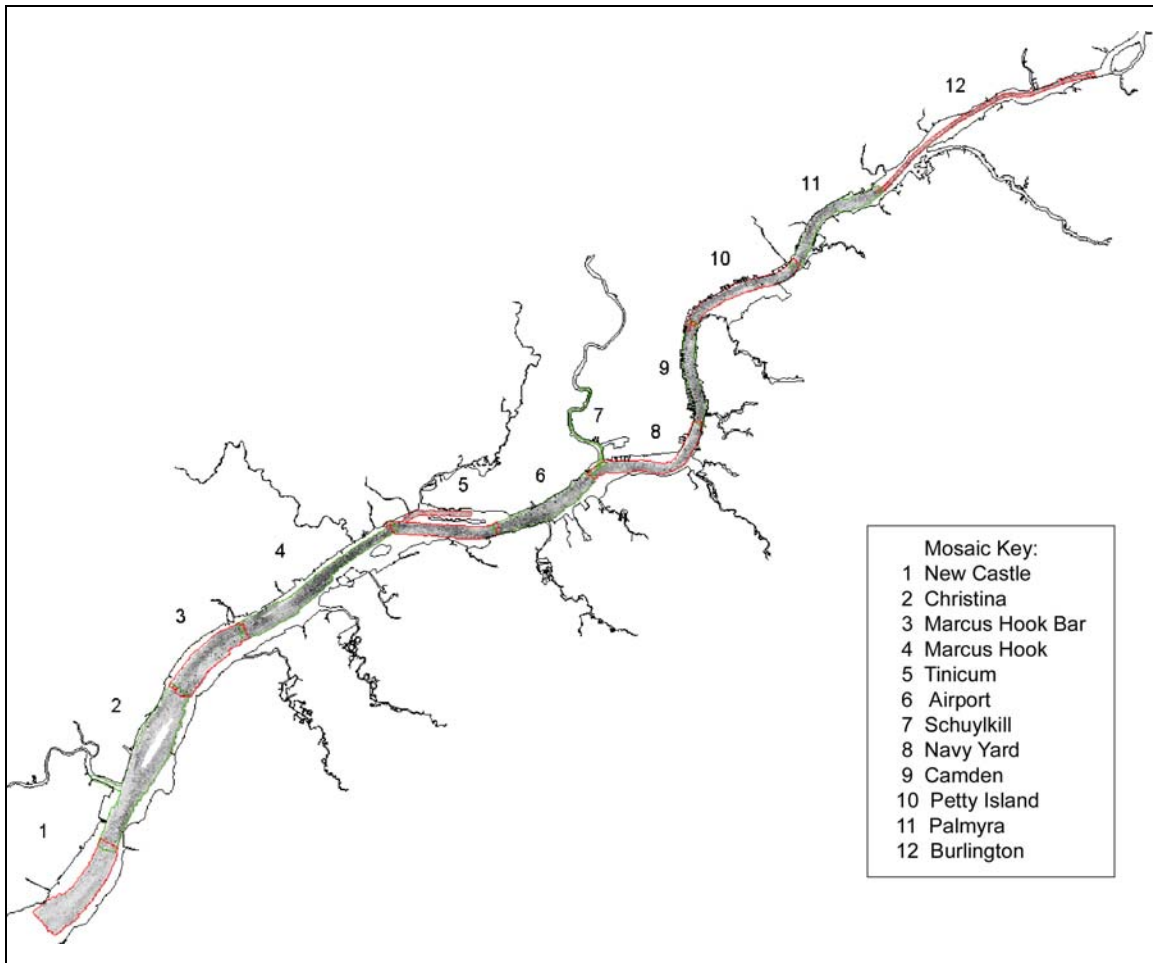 12
11
10
9
7
8
6
5
4
3
2
1
Mosaic Key:
1 New Castle
2 Christina
3 Marcus Hook Bar
4 Marcus Hook
5 Tinicum
6 Airport
7 Schuylkill
8 Navy Yard
9 Camden
10 Petty Island
11 Palmyra
12 Burlington